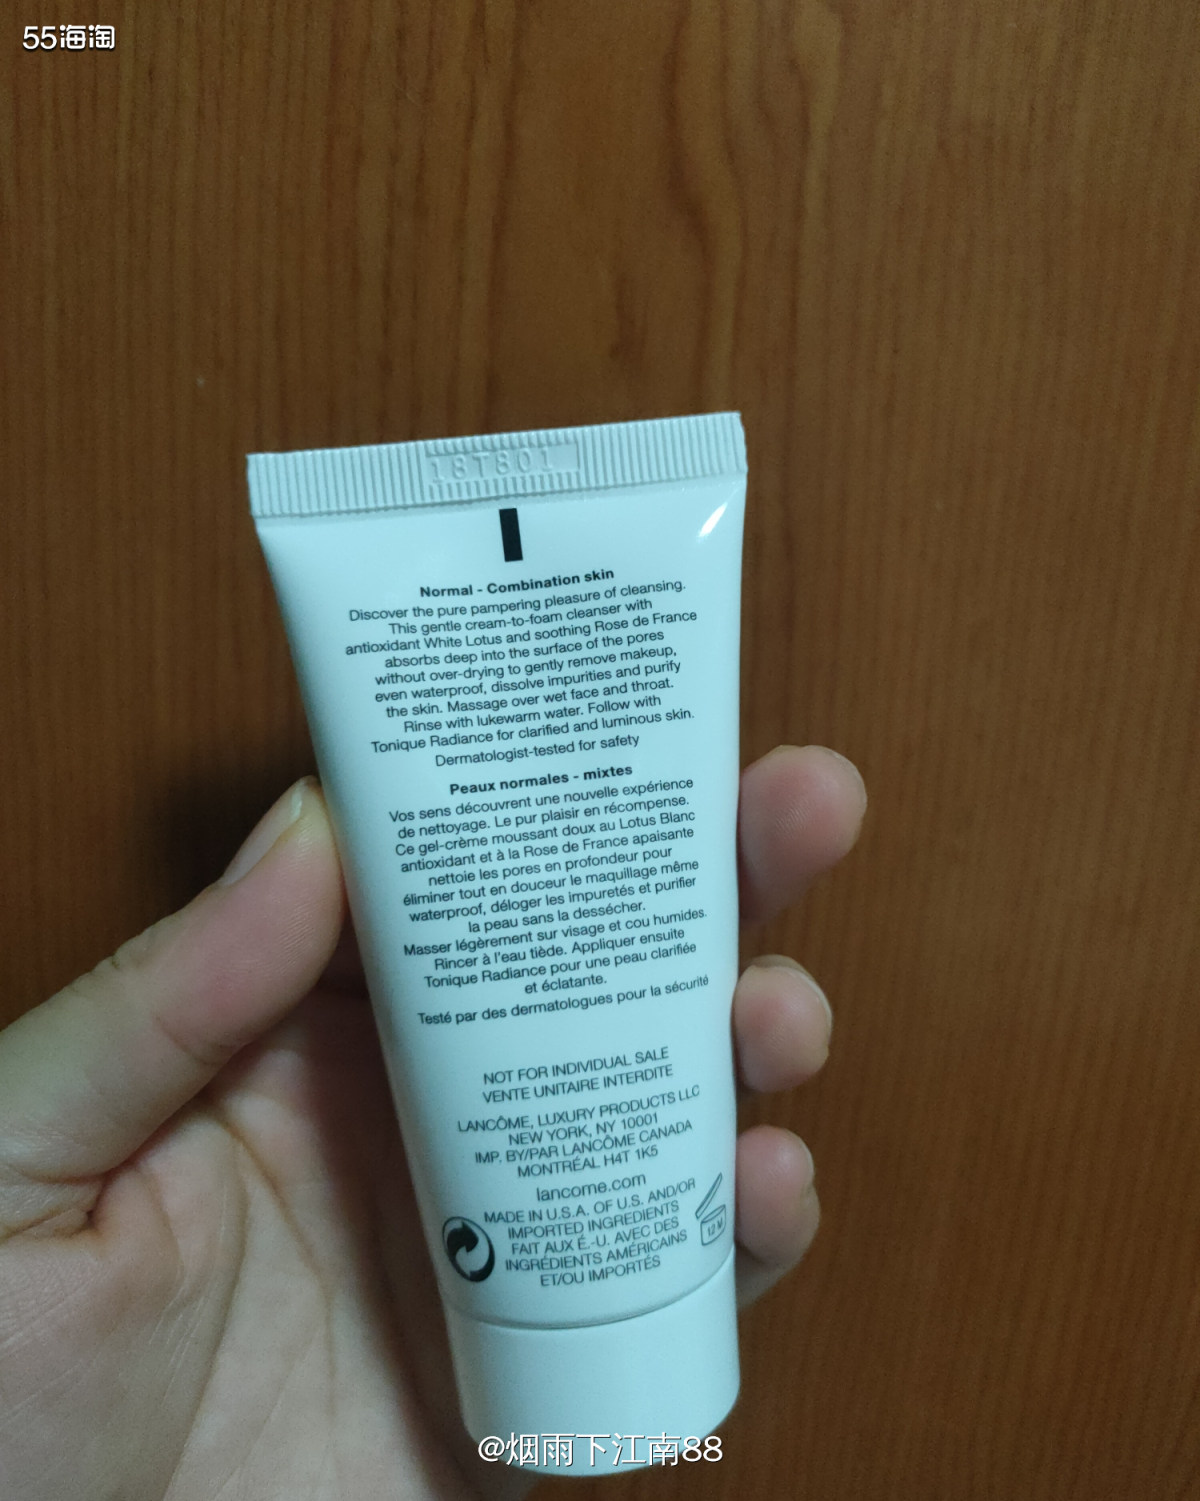 55海淘
18T801
Normal - Combination skin
Discover the pure pampering pleasure of cleansing.
This gentle cream-to-foam cleanser with
antioxidant White Lotus and soothing Rose de France
absorbs deep into the surface of the pores
without over-drying to gently remove makeup,
even waterproof, dissolve impurities and purify
the skin. Massage over wet face and throat.
Rinse with lukewarm water. Follow with
Tonique Radiance for clarified and luminous skin.
Dermatologist-tested for safety
Peaux normales - mixtes
Vos sens découvrent une nouvelle expérience
de nettoyage. Le pur plaisir en récompense.
Ce gel-crème moussant doux au Lotus Blanc
antioxidant et à la Rose de France apaisante
nettoie les pores en profondeur pour
éliminer tout en douceur le maquillage même
waterproof, déloger les impuretés et purifier
la peau sans la dessécher.
Masser légèrement sur visage et cou humides.
Rincer à l'eau tiède. Appliquer ensuite
Tonique Radiance pour une peau clarifiée
et éclatante.
Testé par des dermatologues pour la sécurité
NOT FOR INDIVIDUAL SALE
VENTE UNITAIRE INTERDITE
LANCÔME, LUXURY PRODUCTS LLC
NEW YORK, NY 10001
IMP. BY/PAR LANCÔME CANADA
MONTRÉAL H4T 1K5
lancome.com
MADE IN U.S.A. OF U.S. AND/OR
IMPORTED INGREDIENTS
FAIT AUX É.-U. AVEC DES
INGRÉDIENTS AMÉRICAINS
ET/OU IMPORTÉS
12 M
@烟雨下江南88